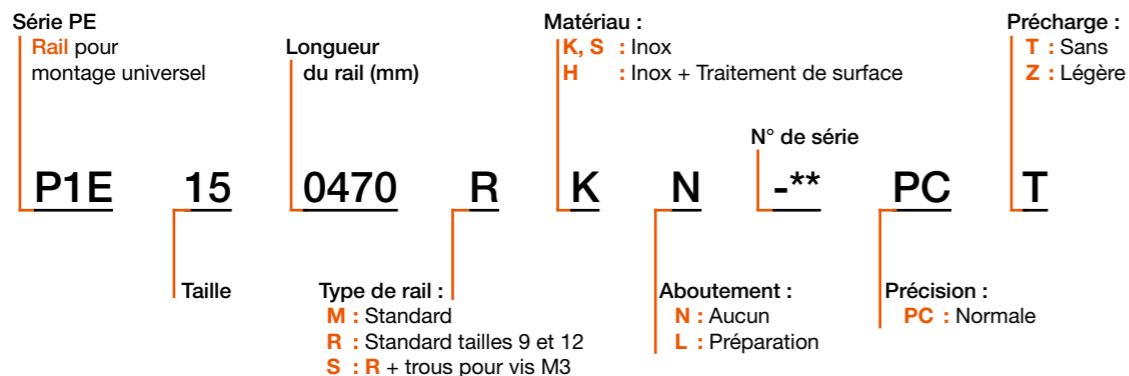 Série PE
Rail pour
montage universel
Longueur
du rail (mm)
Matériau :
K, S : Inox
H : Inox + Traitement de surface
Précharge :
T : Sans
Z : Légère
N° de série
P1E 15 0470 R K N -** PC T
Taille
Type de rail :
M : Standard
R : Standard tailles 9 et 12
S : R + trous pour vis M3
Aboutement :
N : Aucun
L : Préparation
Précision :
PC : Normale